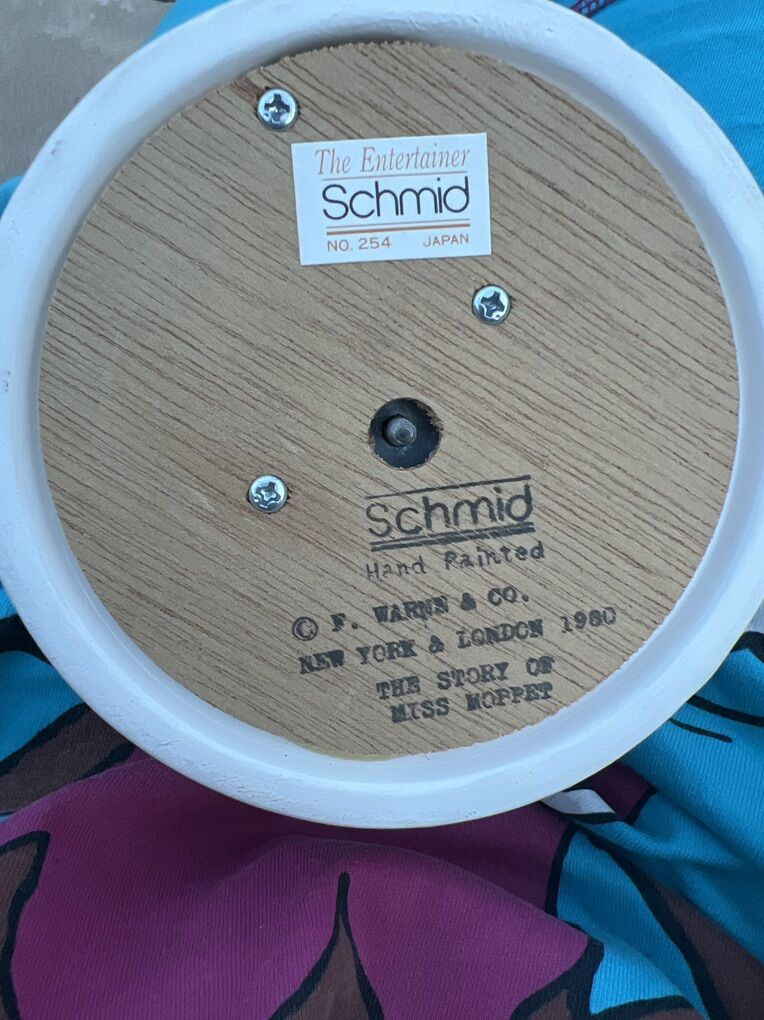 The Entertainer
Schmid
NO. 254 JAPAN
Schmid
Hand Painted
© F. WARNE & CO.
NEW YORK & LONDON 1980
THE STORY OF
MISS MOPPET